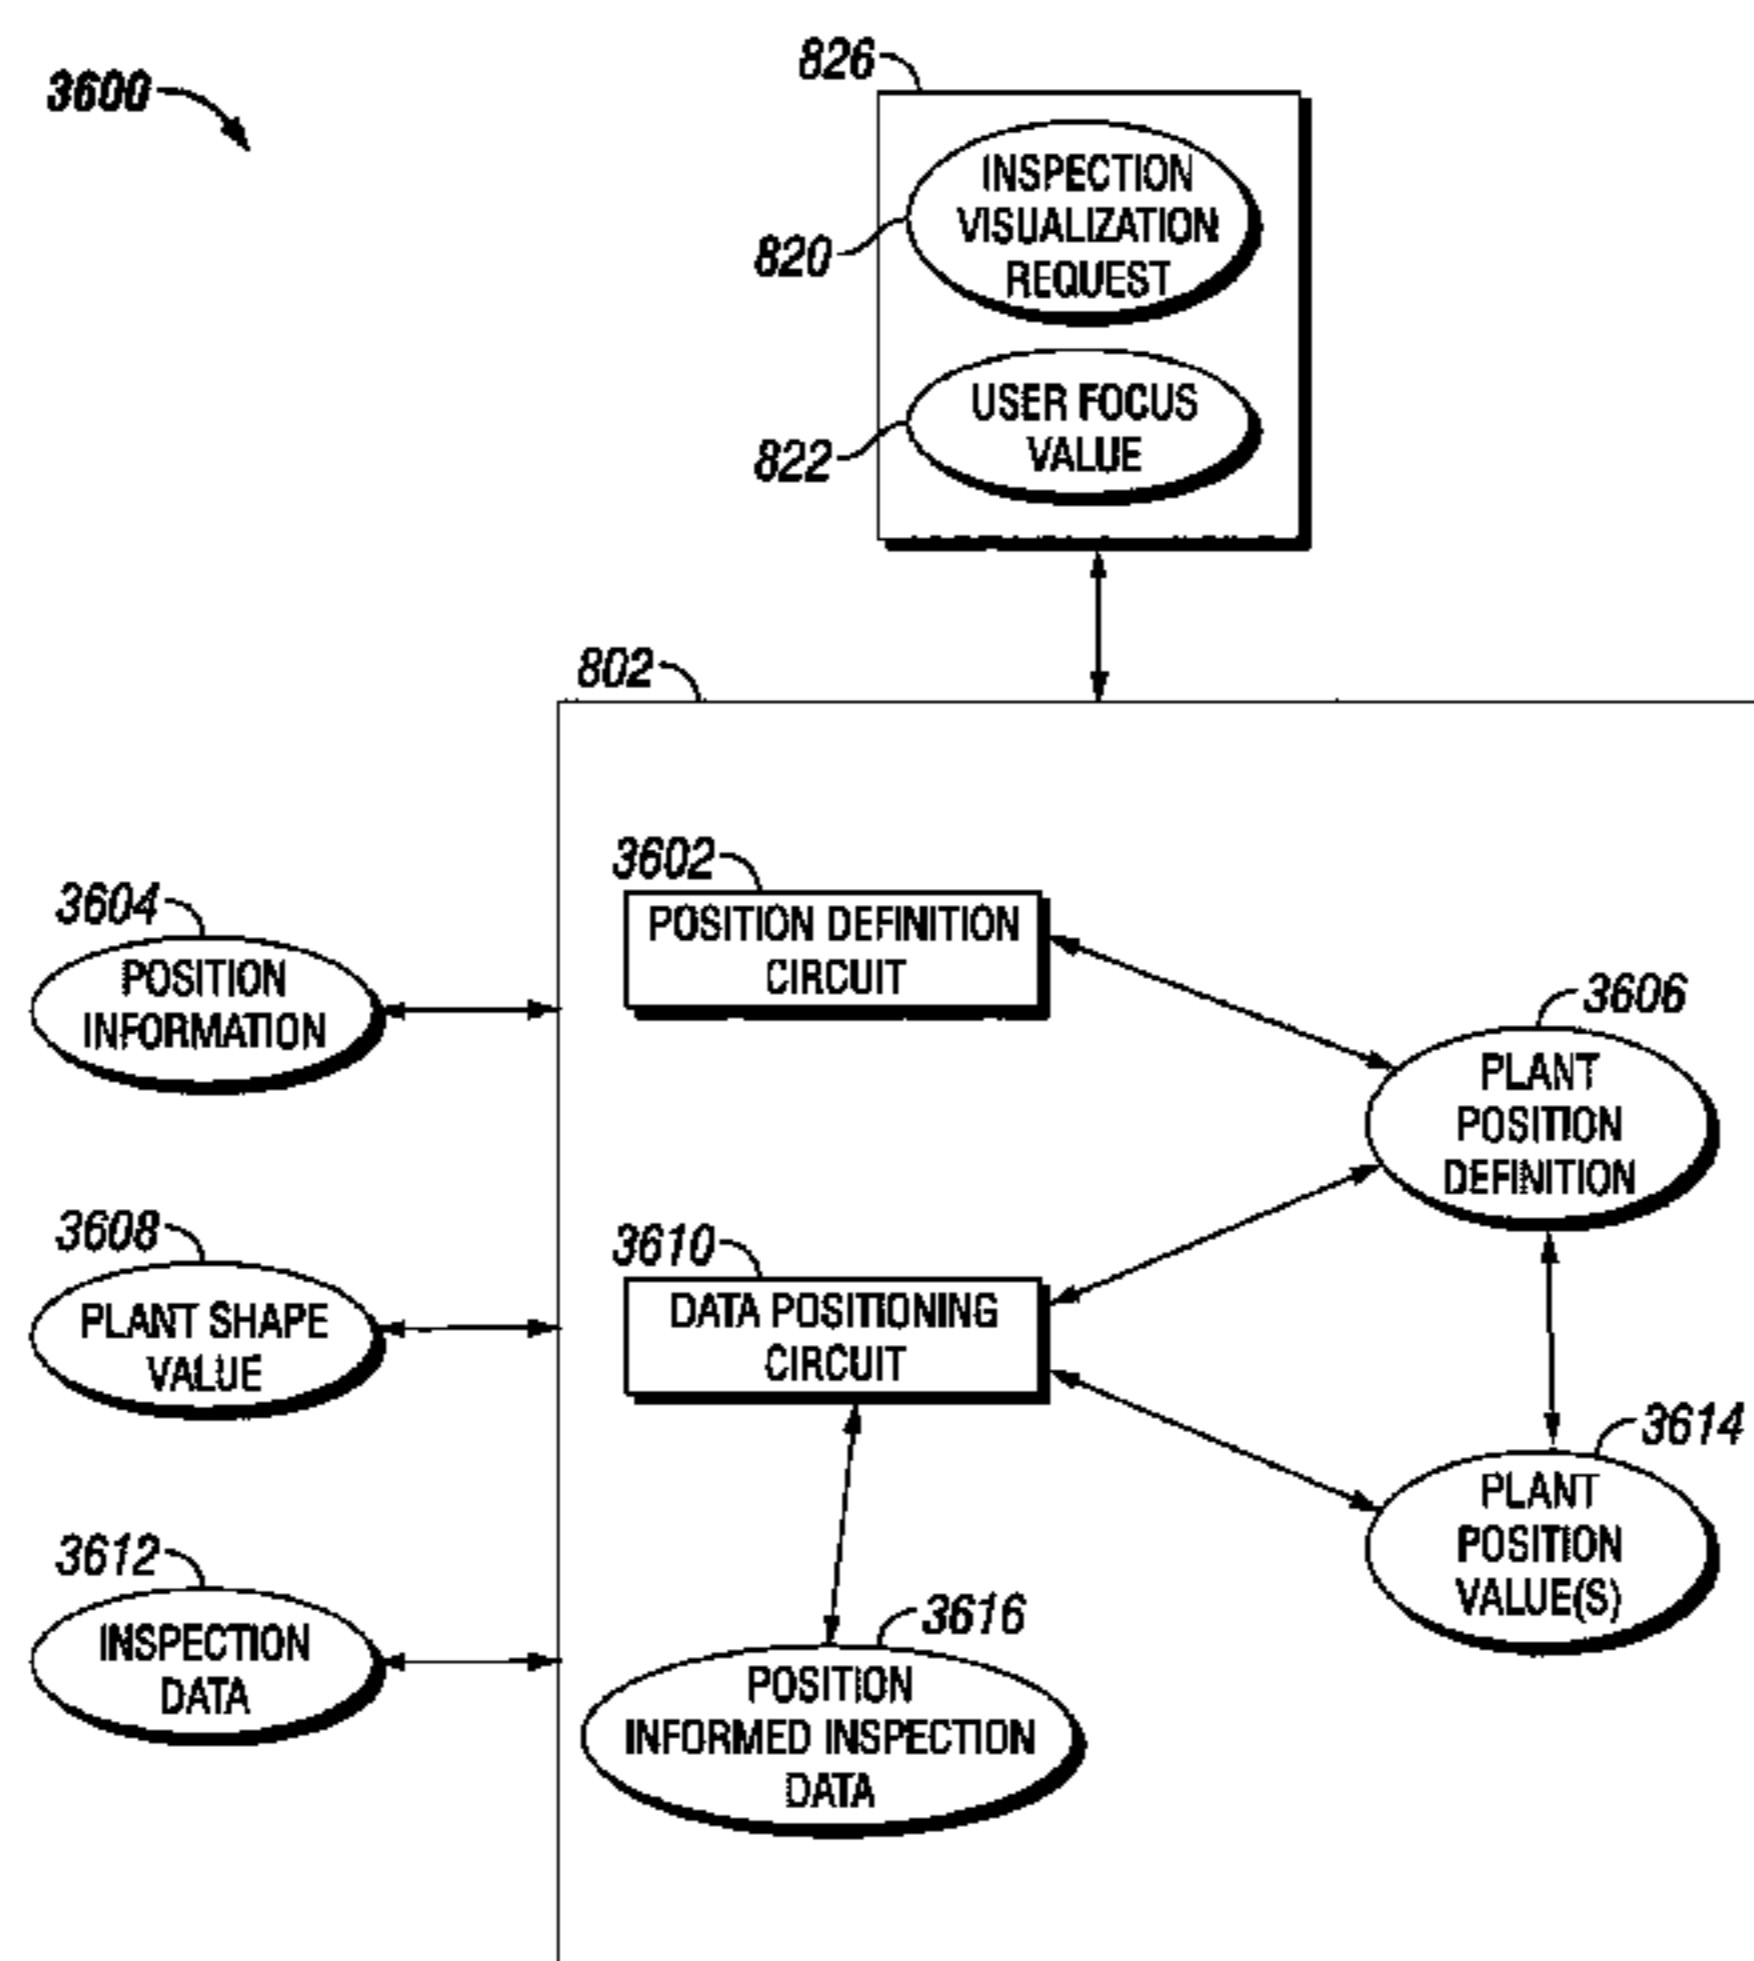 3600
826
INSPECTION
VISUALIZATION
REQUEST
820
USER FOCUS
VALUE
822
802
3602
POSITION DEFINITION
CIRCUIT
3604
POSITION
INFORMATION
3606
PLANT
POSITION
DEFINITION
3608
PLANT SHAPE
VALUE
3610
DATA POSITIONING
CIRCUIT
3614
PLANT
POSITION
VALUE(S)
3612
INSPECTION
DATA
3616
POSITION
INFORMED INSPECTION
DATA